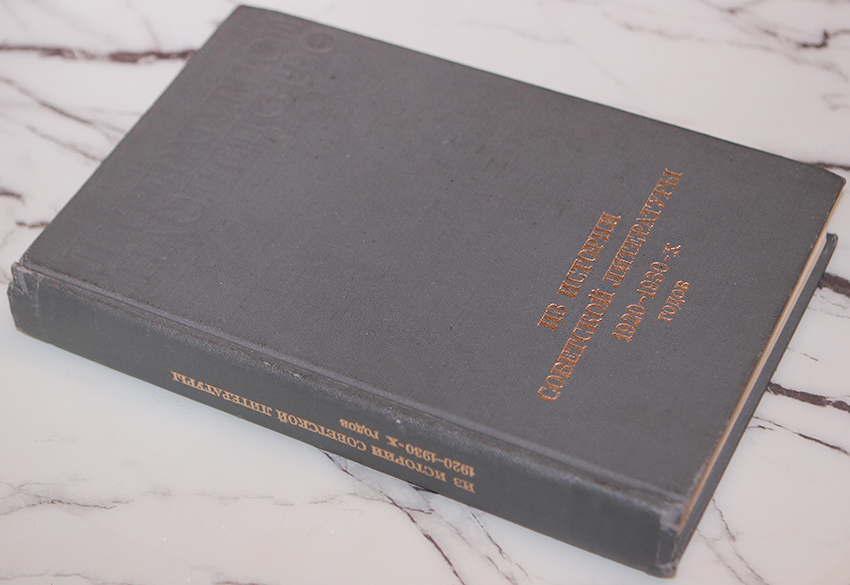 ИЗ ИСТОРИИ
СОВЕТСКОЙ ЛИТЕРАТУРЫ
1920-1930-х
годов
ИЗ ИСТОРИИ СОВЕТСКОЙ ЛИТЕРАТУРЫ
1920-1930-х годов